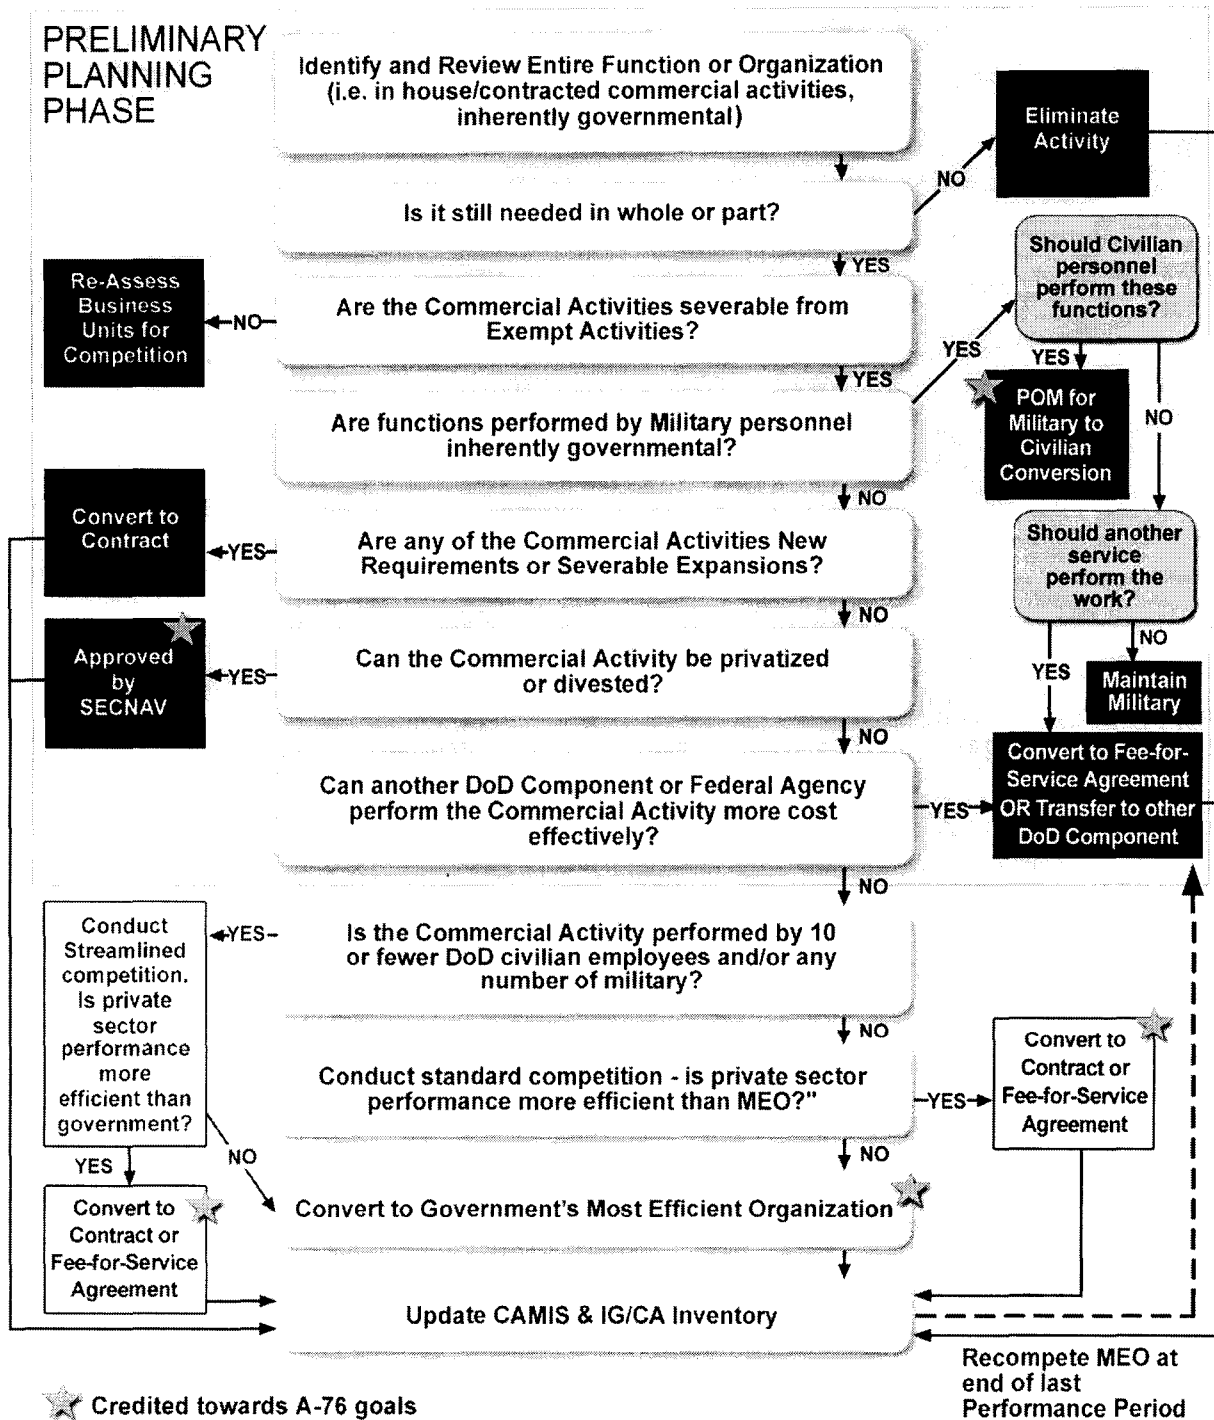 PRELIMINARY
PLANNING
PHASE
Identify and Review Entire Function or Organization
(i.e. in house/contracted commercial activities,
inherently governmental)
Eliminate
Activity
NO
Is it still needed in whole or part?
YES
Should Civilian
personnel
perform these
functions?
Re-Assess
Business
Units for
Competition
NO
Are the Commercial Activities severable from
Exempt Activities?
YES
YES
YES
NO
POM for
Military to
Civilian
Conversion
Are functions performed by Military personnel
inherently governmental?
NO
Convert to
Contract
YES
Are any of the Commercial Activities New
Requirements or Severable Expansions?
NO
Should another
service
perform the
work?
YES
NO
Maintain
Military
Approved
by
SECNAV
YES
Can the Commercial Activity be privatized
or divested?
NO
Can another DoD Component or Federal Agency
perform the Commercial Activity more cost
effectively?
YES
Convert to Fee-for-
Service Agreement
OR Transfer to other
DoD Component
NO
Conduct
Streamlined
competition.
Is private
sector
performance
more
efficient than
government?
YES
Is the Commercial Activity performed by 10
or fewer DoD civilian employees and/or any
number of military?
NO
Conduct standard competition - is private sector
performance more efficient than MEO?"
YES
Convert to
Contract or
Fee-for-Service
Agreement
NO
YES
NO
Convert to
Contract or
Fee-for-Service
Agreement
Convert to Government's Most Efficient Organization
Update CAMIS & IG/CA Inventory
Recompete MEO at
end of last
Performance Period
Credited towards A-76 goals